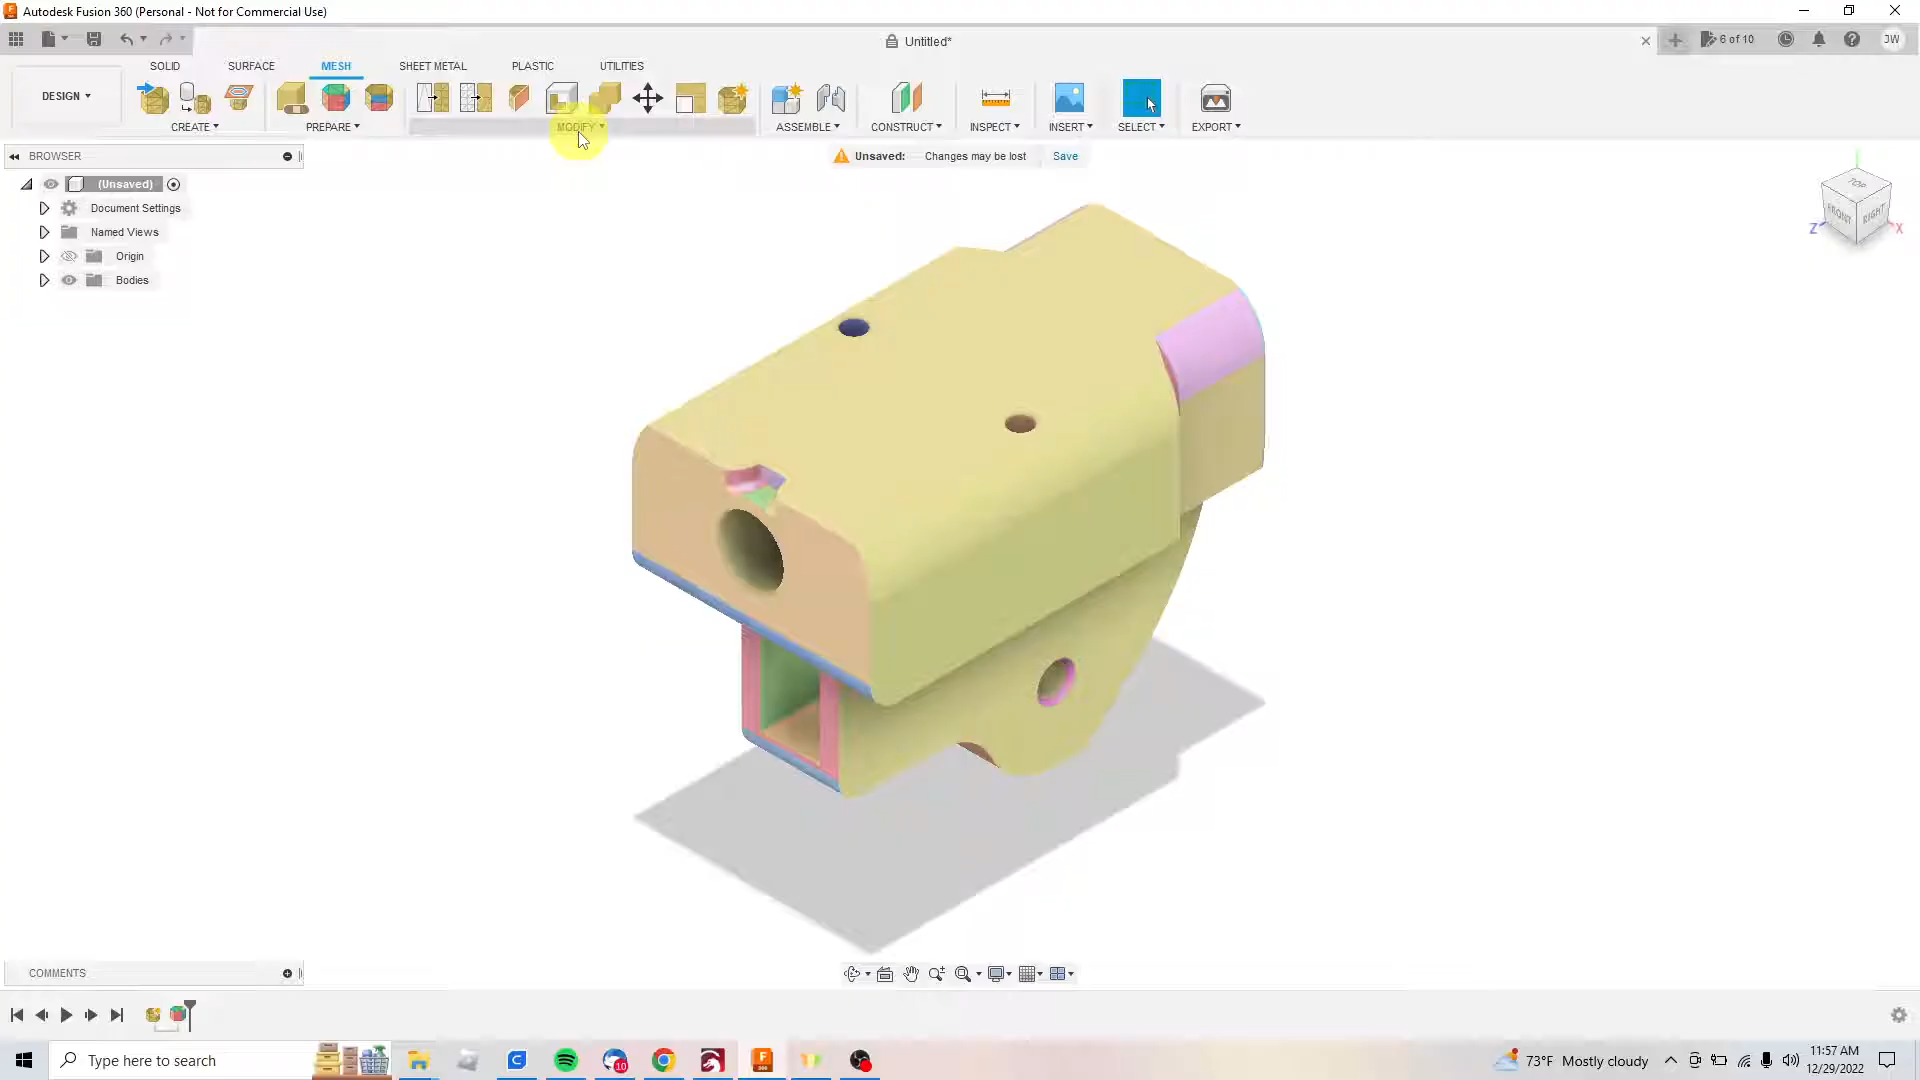 Autodesk Fusion 360 (Personal - Not for Commercial Use)
Untitled*
6 of 10
JW
SOLID
SURFACE
MESH
SHEET METAL
PLASTIC
UTILITIES
DESIGN
CREATE
PREPARE
MODIFY
ASSEMBLE
CONSTRUCT
INSPECT
INSERT
SELECT
EXPORT
BROWSER
Unsaved: Changes may be lost Save
(Unsaved)
Document Settings
Named Views
Origin
Bodies
TOP
FRONT
RIGHT
Z
X
COMMENTS
Type here to search
10
73°F Mostly cloudy
11:57 AM
12/29/2022